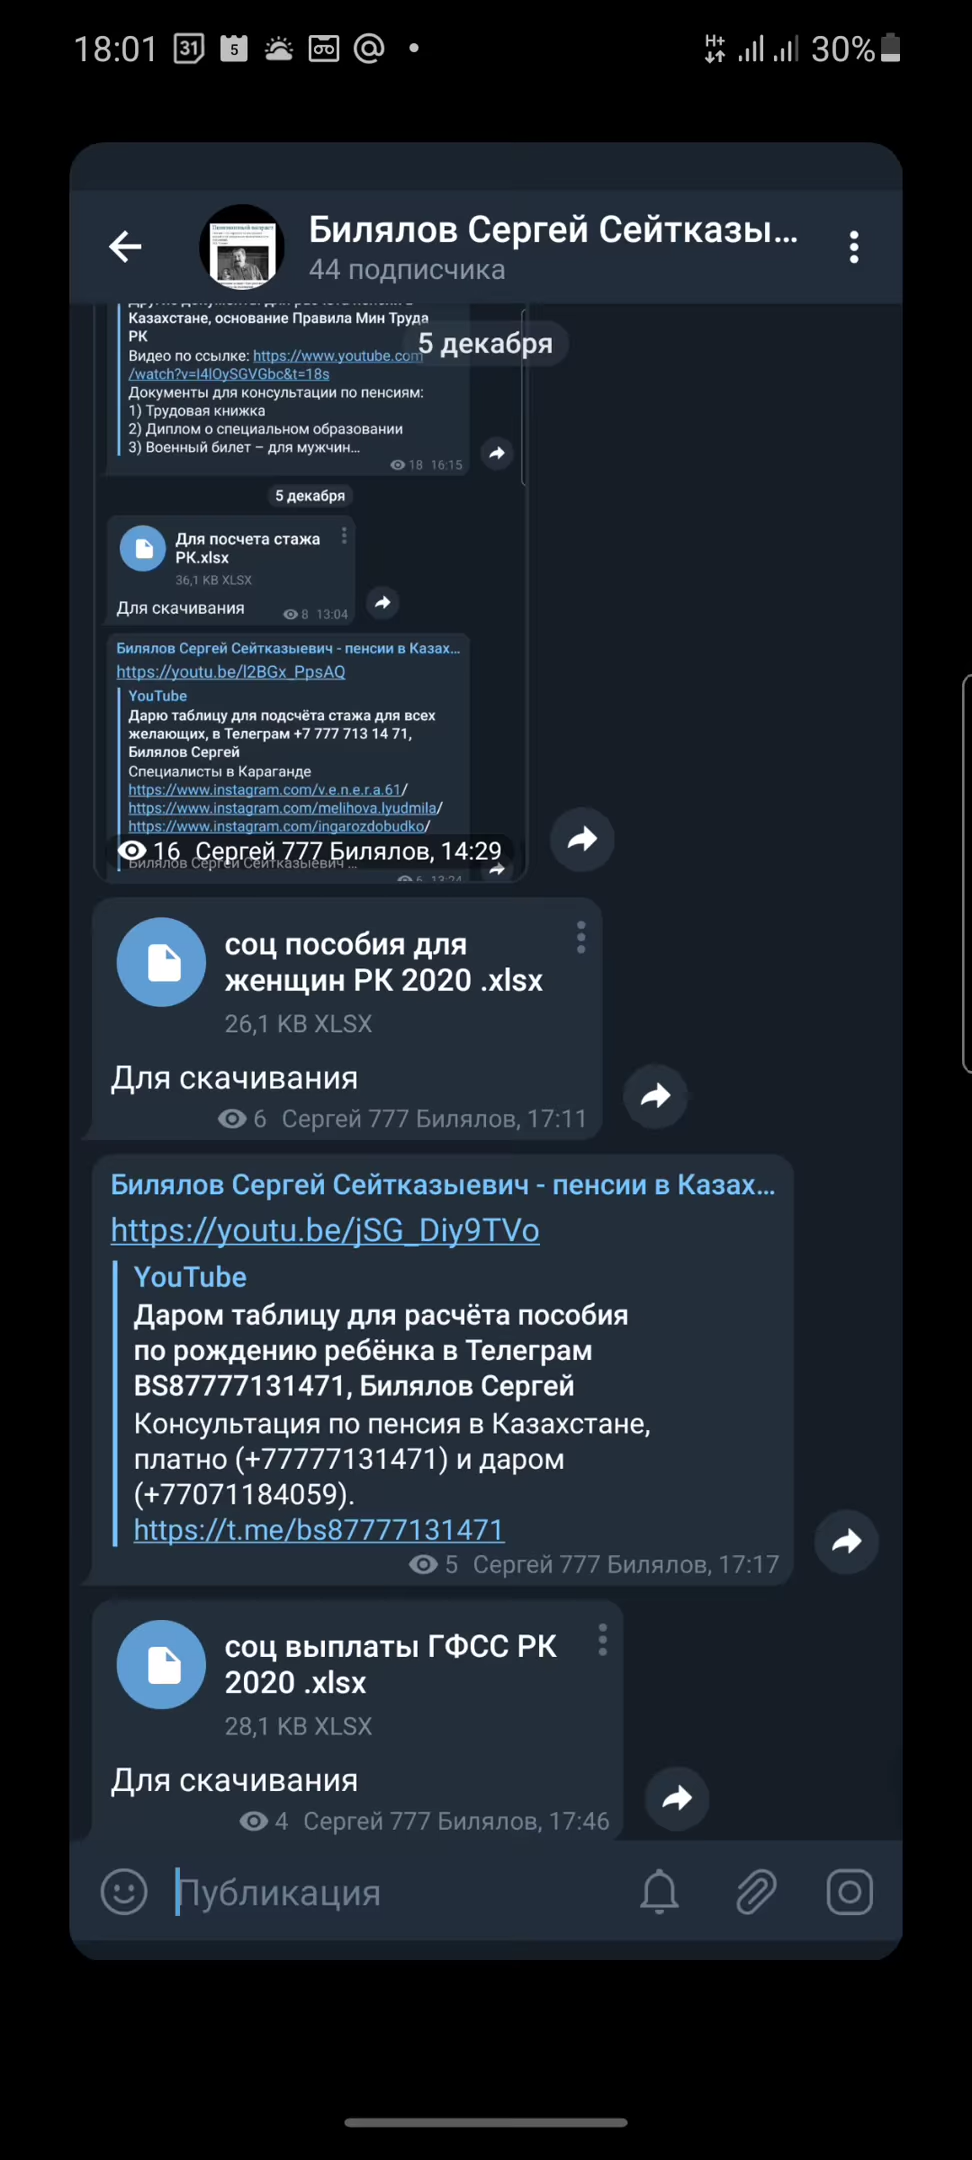 18:01
31
5
H+
30%
Билялов Сергей Сейтказы...
44 подписчика
Казахстане, основание Правила Мин Труда
РК
5 декабря
Видео по ссылке: https://www.youtube.com
/watch?v=l4lOySGVGbc&t=18s
Документы для консультации по пенсиям:
1) Трудовая книжка
2) Диплом о специальном образовании
3) Военный билет – для мужчин...
18 16:15
5 декабря
Для посчета стажа
РК.xlsx
36,1 KB XLSX
Для скачивания
8 13:04
Билялов Сергей Сейтказыевич - пенсии в Казах...
https://youtu.be/l2BGx_PpsAQ
YouTube
Дарю таблицу для подсчёта стажа для всех
желающих, в Телеграм +7 777 713 14 71,
Билялов Сергей
Специалисты в Караганде
https://www.instagram.com/v.e.n.e.r.a.61/
https://www.instagram.com/melihova.lyudmila/
https://www.instagram.com/ingarozdobudko/
16 Сергей 777 Билялов, 14:29
Билялов Сергей Сейтказыевич ...
6 13:24
соц пособия для
женщин РК 2020 .xlsx
26,1 KB XLSX
Для скачивания
6 Сергей 777 Билялов, 17:11
Билялов Сергей Сейтказыевич - пенсии в Казах...
https://youtu.be/jSG_Diy9TVo
YouTube
Даром таблицу для расчёта пособия
по рождению ребёнка в Телеграм
BS87777131471, Билялов Сергей
Консультация по пенсия в Казахстане,
платно (+77777131471) и даром
(+77071184059).
https://t.me/bs87777131471
5 Сергей 777 Билялов, 17:17
соц выплаты ГФСС РК
2020 .xlsx
28,1 KB XLSX
Для скачивания
4 Сергей 777 Билялов, 17:46
Публикация